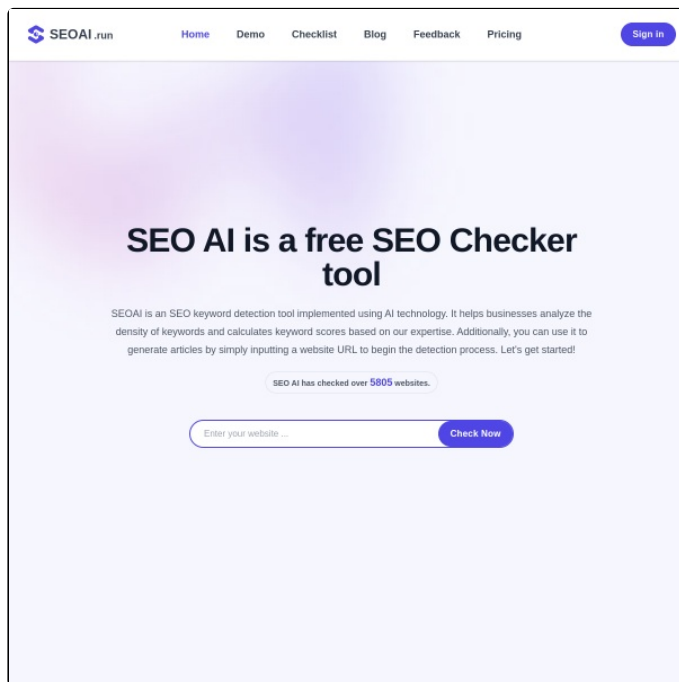 SEOAI.run
Home Demo Checklist Blog Feedback Pricing
Sign in
SEO AI is a free SEO Checker
tool
SEOAI is an SEO keyword detection tool implemented using AI technology. It helps businesses analyze the
density of keywords and calculates keyword scores based on our expertise. Additionally, you can use it to
generate articles by simply inputting a website URL to begin the detection process. Let's get started!
SEO AI has checked over 5805 websites.
Enter your website ...
Check Now